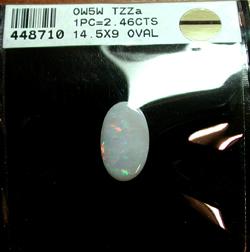 OW5W TZZa
1PC=2.46CTS
448710 14.5X9 OVAL